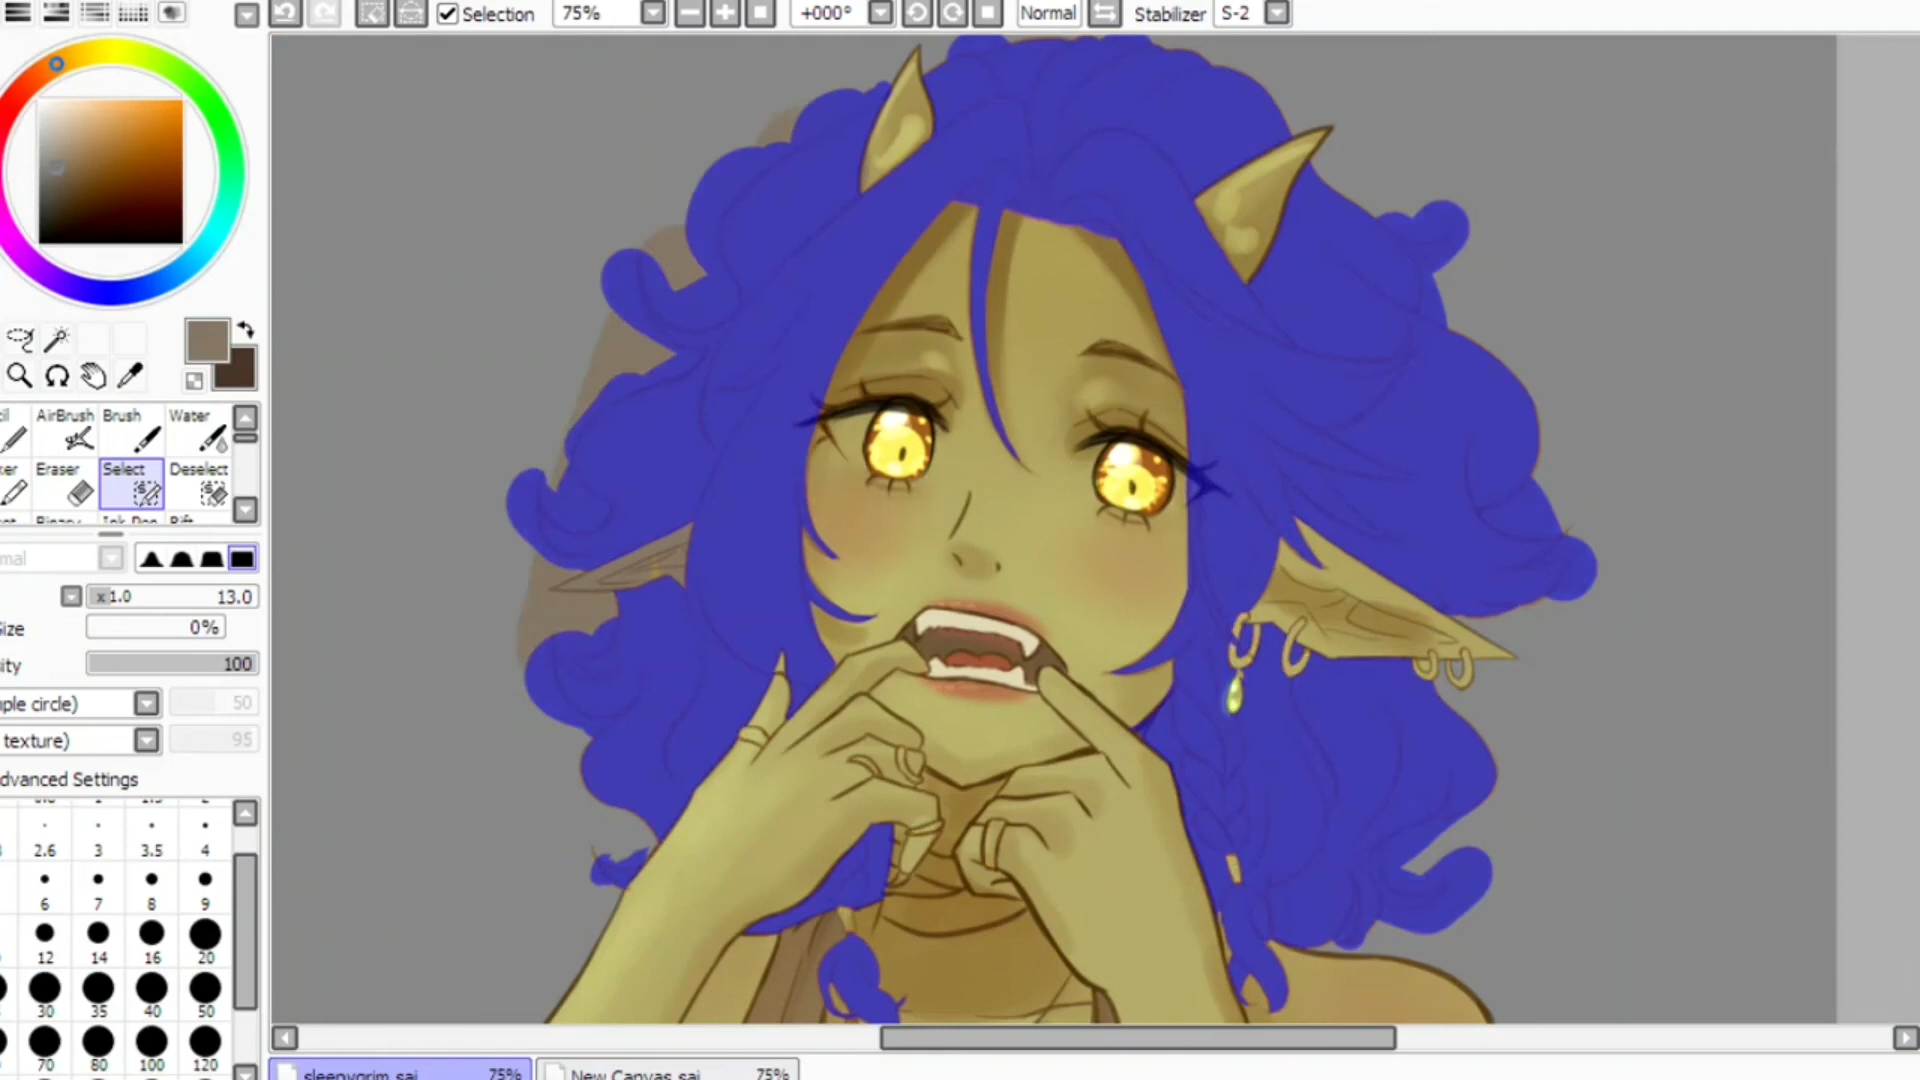 Selection 75% +000° Normal Stabilizer S-2
AirBrush Brush Water
Eraser Select Deselect
x1.0 13.0
0%
100
ple circle) 50
texture) 95
dvanced Settings
2.6 3 3.5 4
6 7 8 9
12 14 16 20
30 35 40 50
70 80 100 120
sleepygrim.sai 75% New Canvas.sai 75%